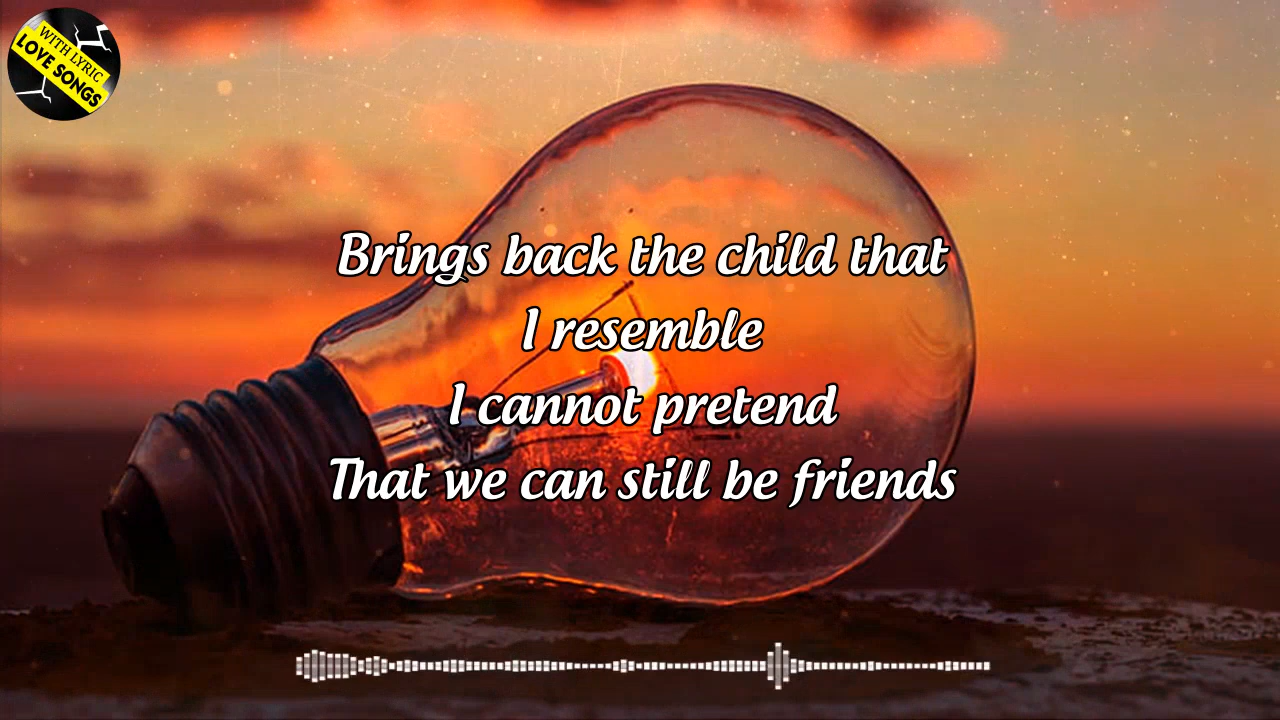 WITH LYRIC
LOVE SONGS
Brings back the child that
I resemble
I cannot pretend
That we can still be friends